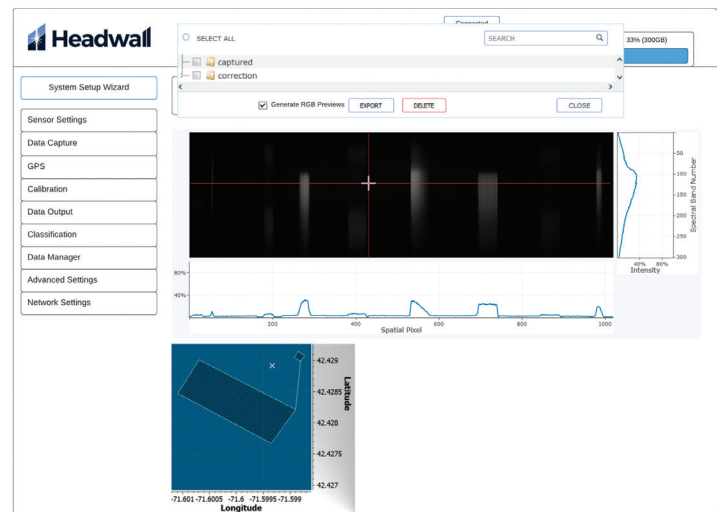 Headwall
Connected
33% (300GB)
SELECT ALL
SEARCH
captured
correction
Generate RGB Previews
EXPORT
DELETE
CLOSE
System Setup Wizard
Sensor Settings
Data Capture
GPS
Calibration
Data Output
Classification
Data Manager
Advanced Settings
Network Settings
50
100
150
200
250
300
Spectral Band Number
40% 80%
Intensity
80%
40%
200 400 600 800 1000
Spatial Pixel
42.429
42.4285
42.428
42.4275
42.427
Latitude
-71.601 -71.6005 -71.6 -71.5995 -71.599
Longitude